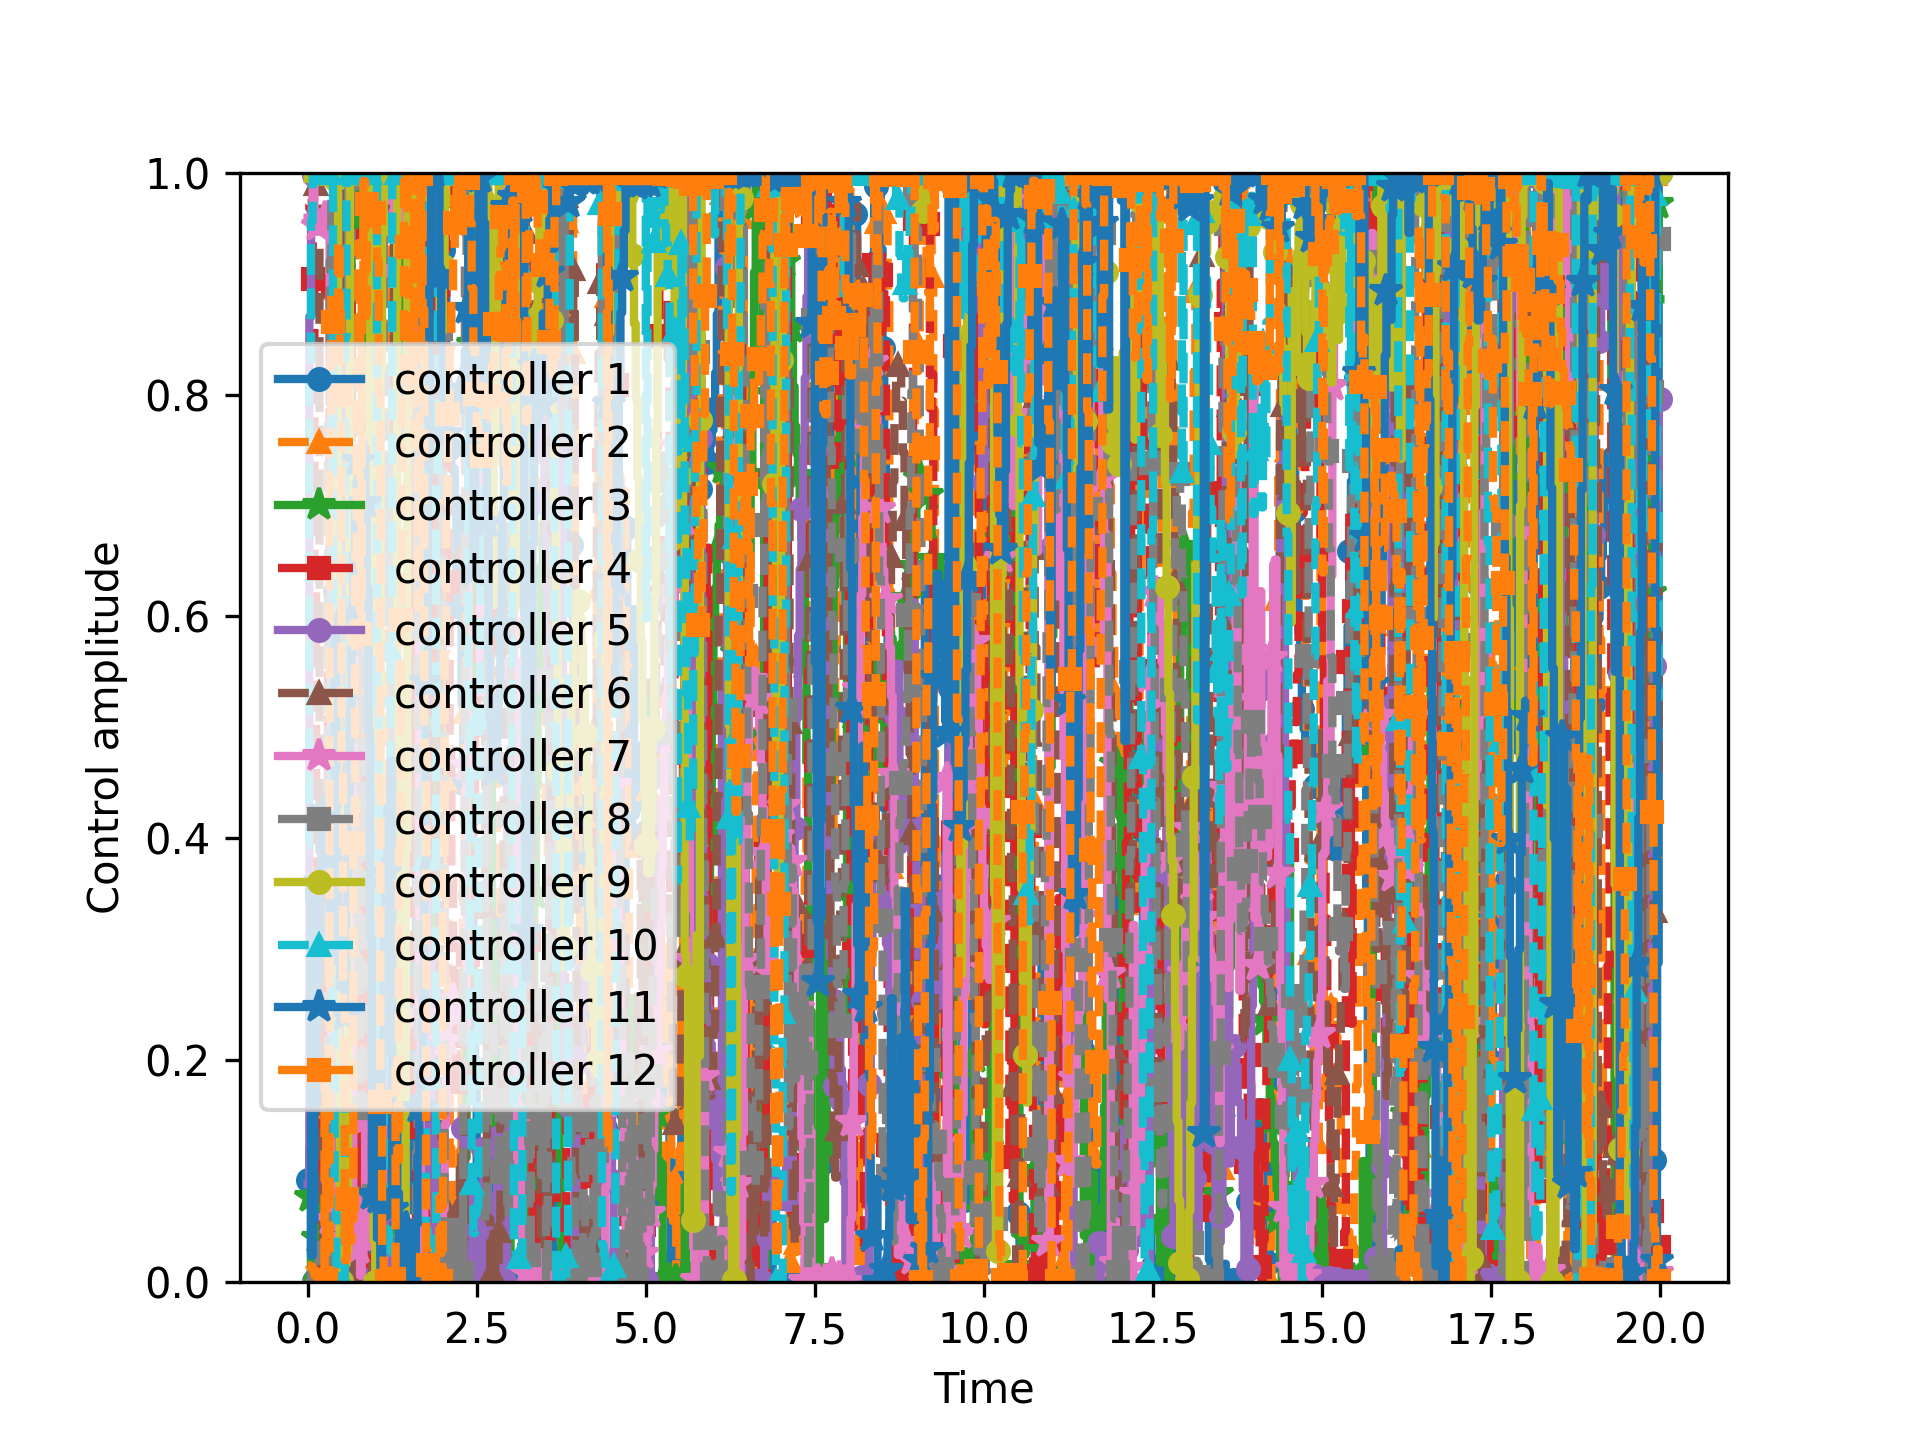 1.0
0.8
0.6
0.4
0.2
0.0
Control amplitude
controller 1
controller 2
controller 3
controller 4
controller 5
controller 6
controller 7
controller 8
controller 9
controller 10
controller 11
controller 12
0.0 2.5 5.0 7.5 10.0 12.5 15.0 17.5 20.0
Time